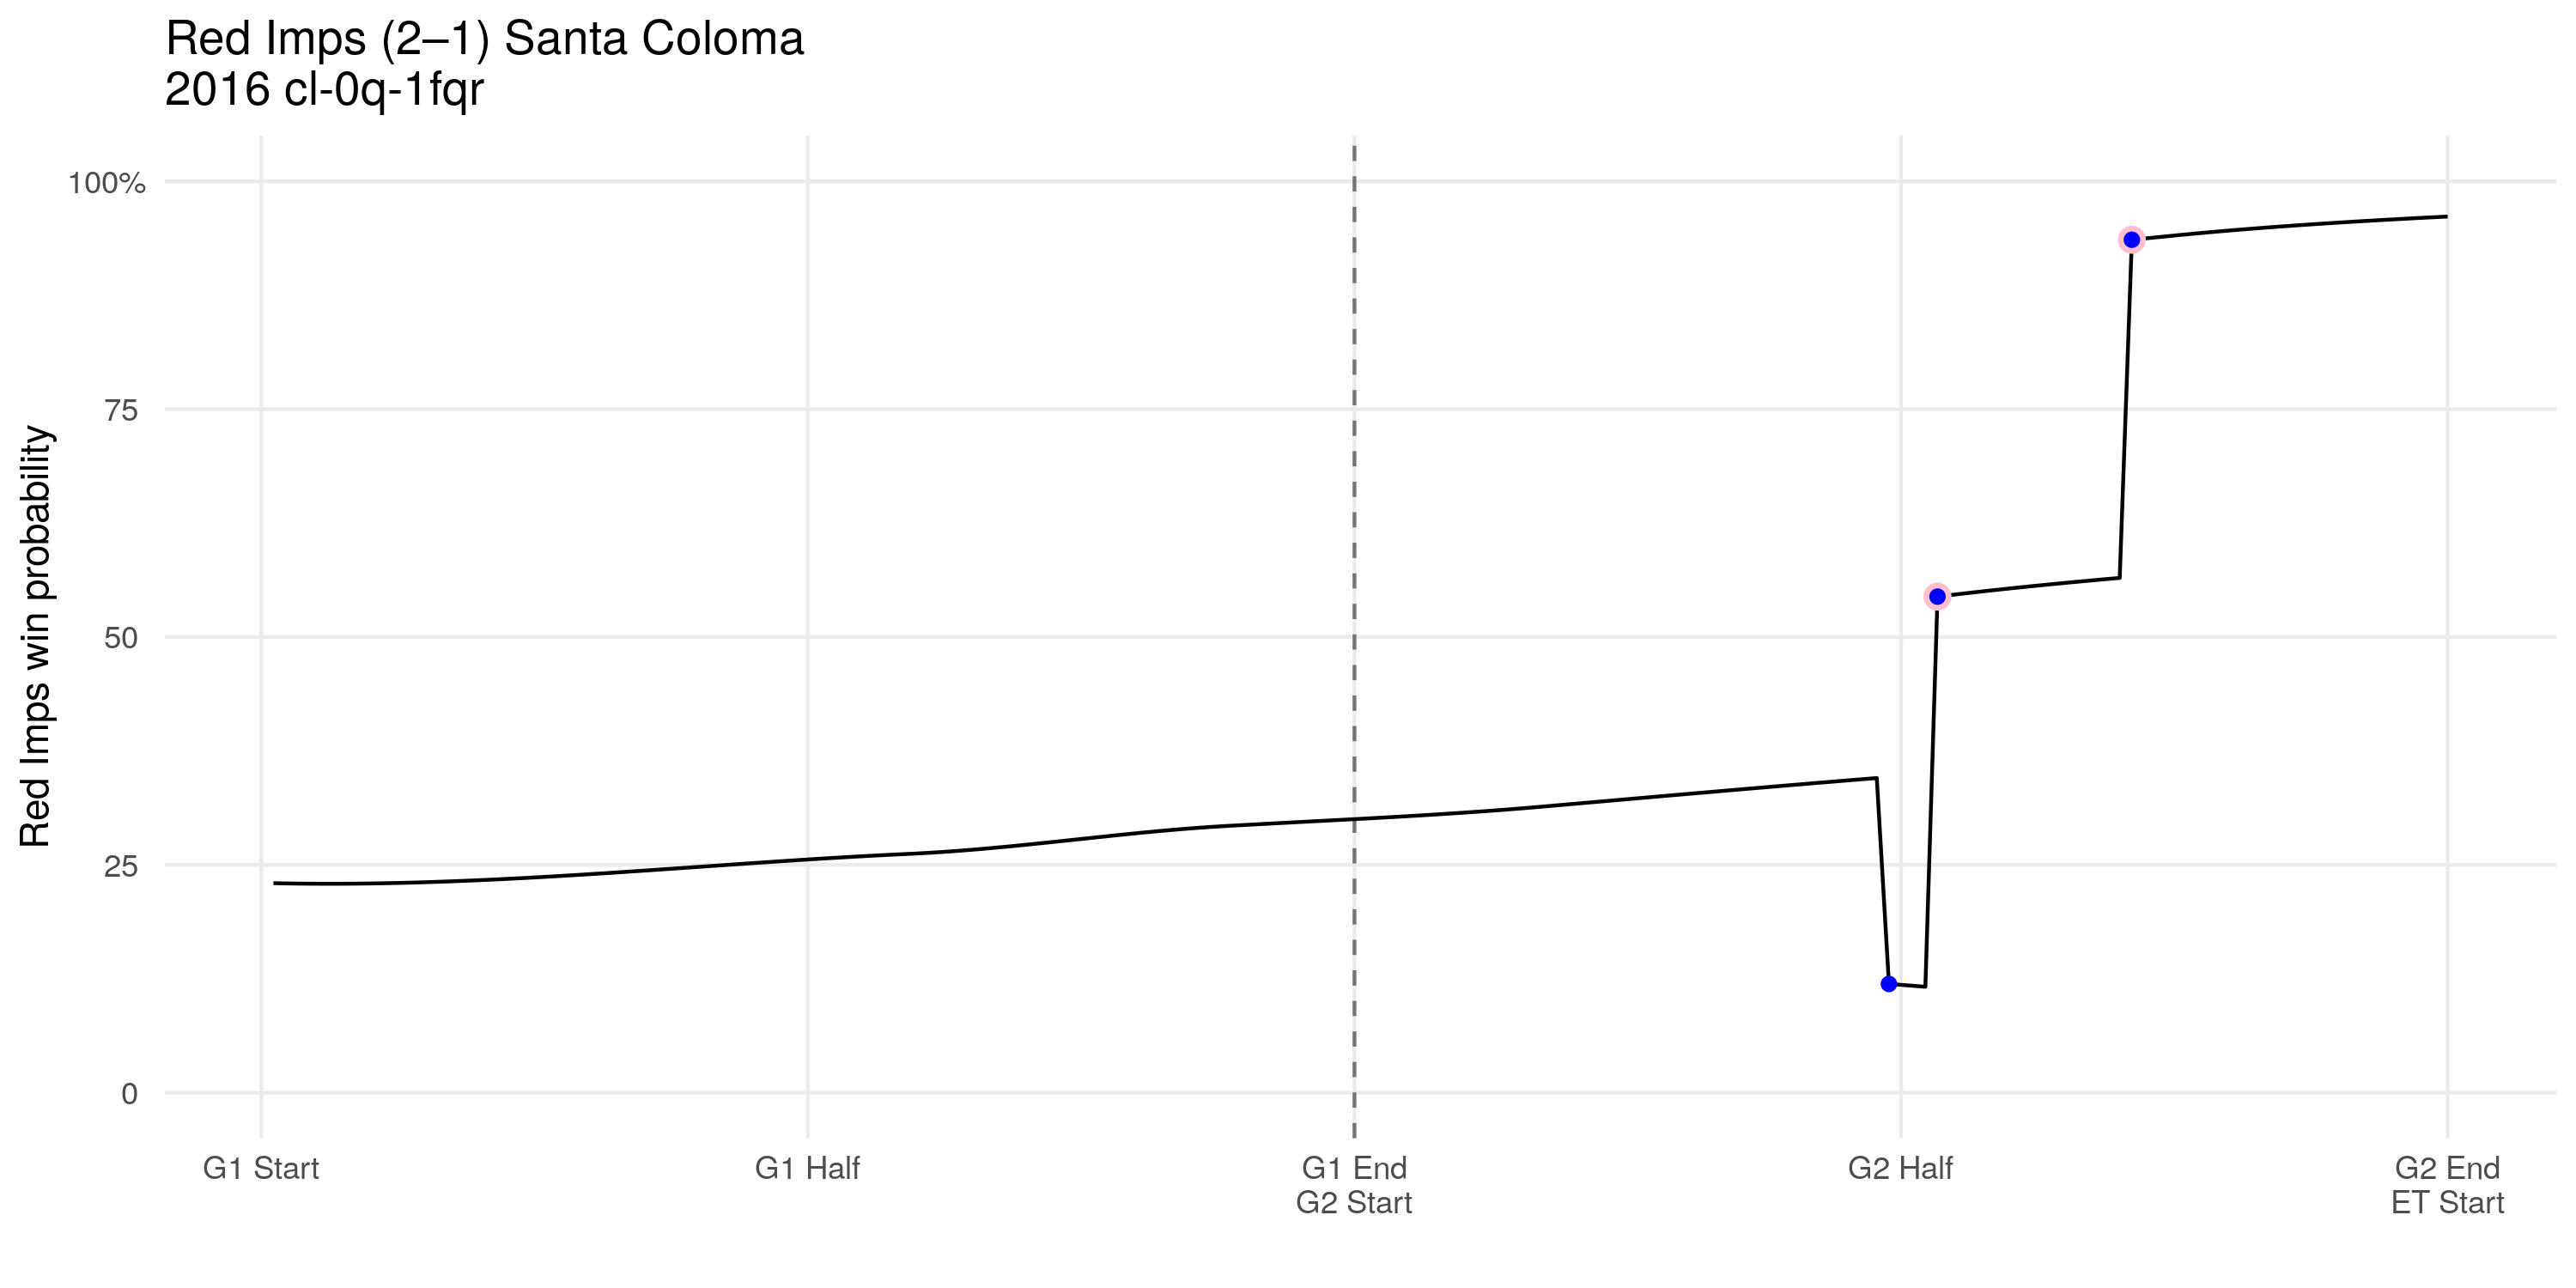 Red Imps (2–1) Santa Coloma
2016 cl-0q-1fqr
Red Imps win probability
100%
75
50
25
0
G1 Start
G1 Half
G1 End
G2 Start
G2 Half
G2 End
ET Start